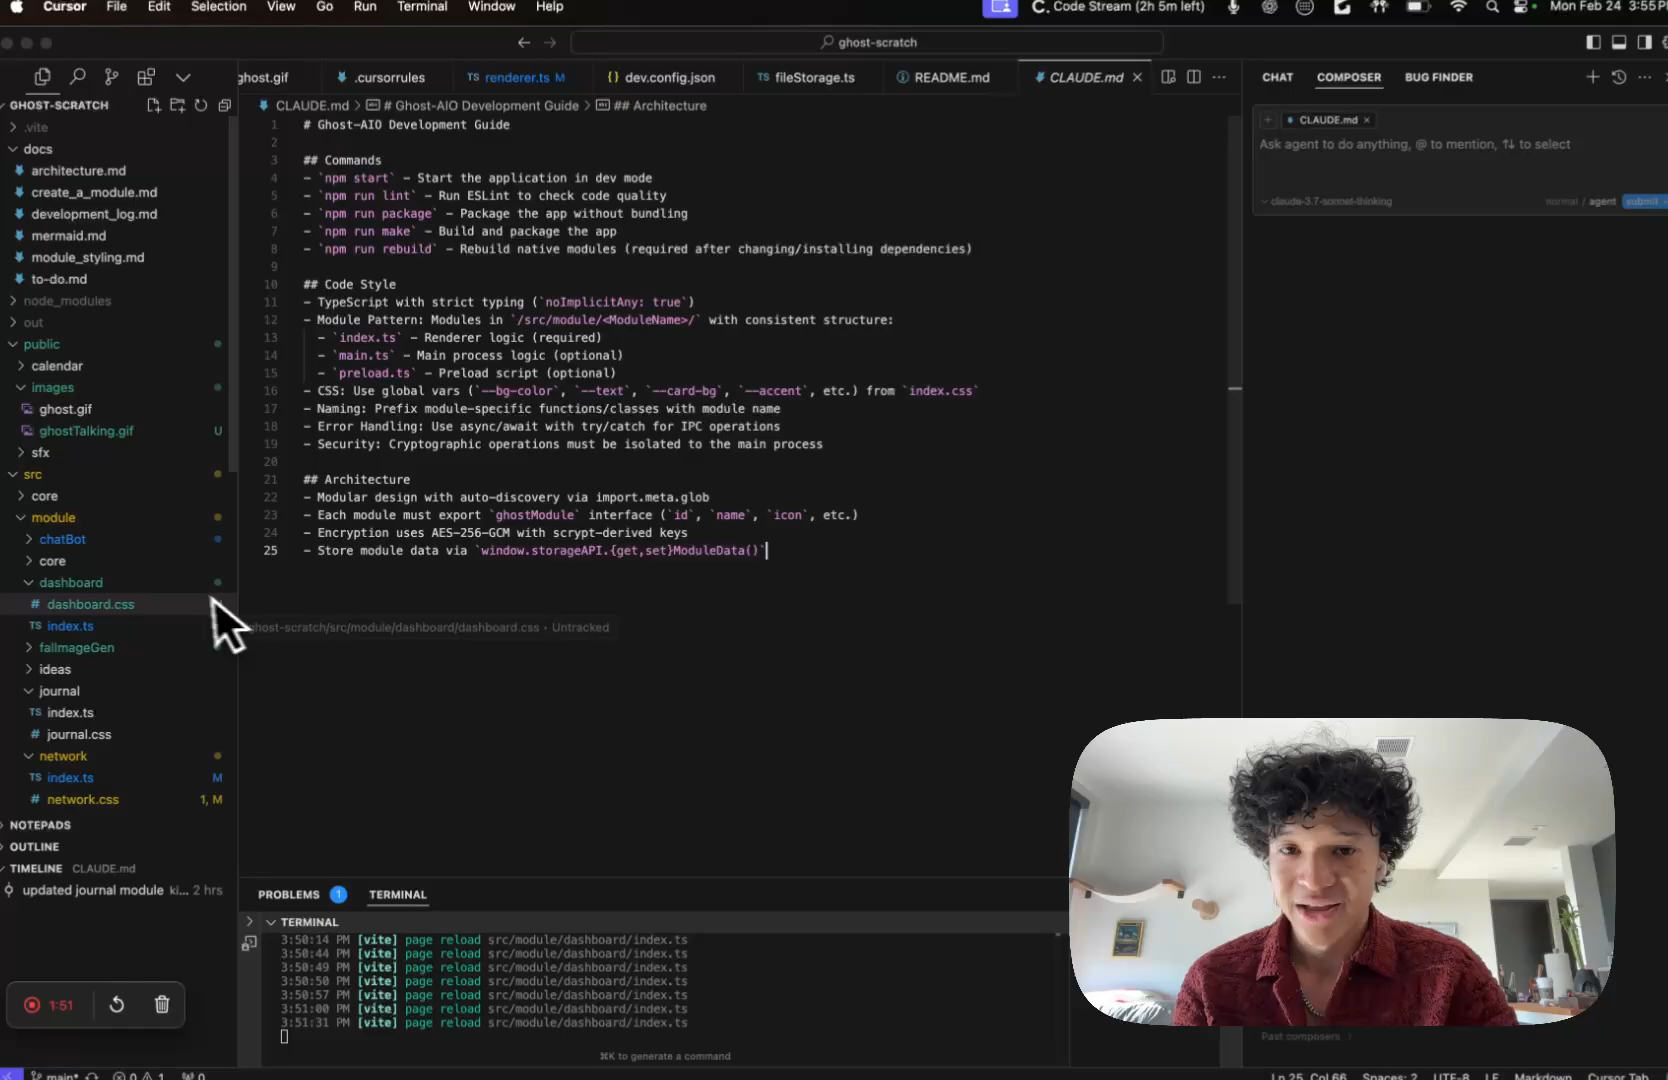 Cursor File Edit Selection View Go Run Terminal Window Help
Code Stream (2h 5m left) Mon Feb 24 3:55P
ghost-scratch
ghost.gif .cursorrules renderer.ts M dev.config.json TS fileStorage.ts README.md CLAUDE.md
CHAT COMPOSER BUG FINDER
GHOST-SCRATCH
CLAUDE.md > # Ghost-AIO Development Guide > ## Architecture
.vite
docs
architecture.md
create_a_module.md
development_log.md
mermaid.md
module_styling.md
to-do.md
node_modules
out
public
calendar
images
ghost.gif
ghostTalking.gif U
sfx
src
core
module
chatBot
core
dashboard
# dashboard.css
TS index.ts
falImageGen
ideas
journal
TS index.ts
# journal.css
network
TS index.ts M
# network.css 1, M
NOTEPADS
OUTLINE
TIMELINE CLAUDE.md
updated journal module ki... 2 hrs
1:51
1 # Ghost-AIO Development Guide
2
3 ## Commands
4 - `npm start` - Start the application in dev mode
5 - `npm run lint` - Run ESLint to check code quality
6 - `npm run package` - Package the app without bundling
7 - `npm run make` - Build and package the app
8 - `npm run rebuild` - Rebuild native modules (required after changing/installing dependencies)
9
10 ## Code Style
11 - TypeScript with strict typing (`noImplicitAny: true`)
12 - Module Pattern: Modules in `/src/module/<ModuleName>/` with consistent structure:
13 - `index.ts` - Renderer logic (required)
14 - `main.ts` - Main process logic (optional)
15 - `preload.ts` - Preload script (optional)
16 - CSS: Use global vars (`--bg-color`, `--text`, `--card-bg`, `--accent`, etc.) from `index.css`
17 - Naming: Prefix module-specific functions/classes with module name
18 - Error Handling: Use async/await with try/catch for IPC operations
19 - Security: Cryptographic operations must be isolated to the main process
20
21 ## Architecture
22 - Modular design with auto-discovery via import.meta.glob
23 - Each module must export `ghostModule` interface (`id`, `name`, `icon`, etc.)
24 - Encryption uses AES-256-GCM with scrypt-derived keys
25 - Store module data via `window.storageAPI.{get,set}ModuleData()`
ghost-scratch/src/module/dashboard/dashboard.css • Untracked
CLAUDE.md
Ask agent to do anything, @ to mention, ⇅ to select
claude-3.7-sonnet-thinking normal / agent submit
PROBLEMS 1 TERMINAL
TERMINAL
3:50:14 PM [vite] page reload src/module/dashboard/index.ts
3:50:44 PM [vite] page reload src/module/dashboard/index.ts
3:50:49 PM [vite] page reload src/module/dashboard/index.ts
3:50:50 PM [vite] page reload src/module/dashboard/index.ts
3:50:57 PM [vite] page reload src/module/dashboard/index.ts
3:51:00 PM [vite] page reload src/module/dashboard/index.ts
3:51:31 PM [vite] page reload src/module/dashboard/index.ts
⌘K to generate a command
Past composers
main* 0 1 0 Ln 25, Col 66 Spaces: 2 UTF-8 LF Markdown Cursor Tab